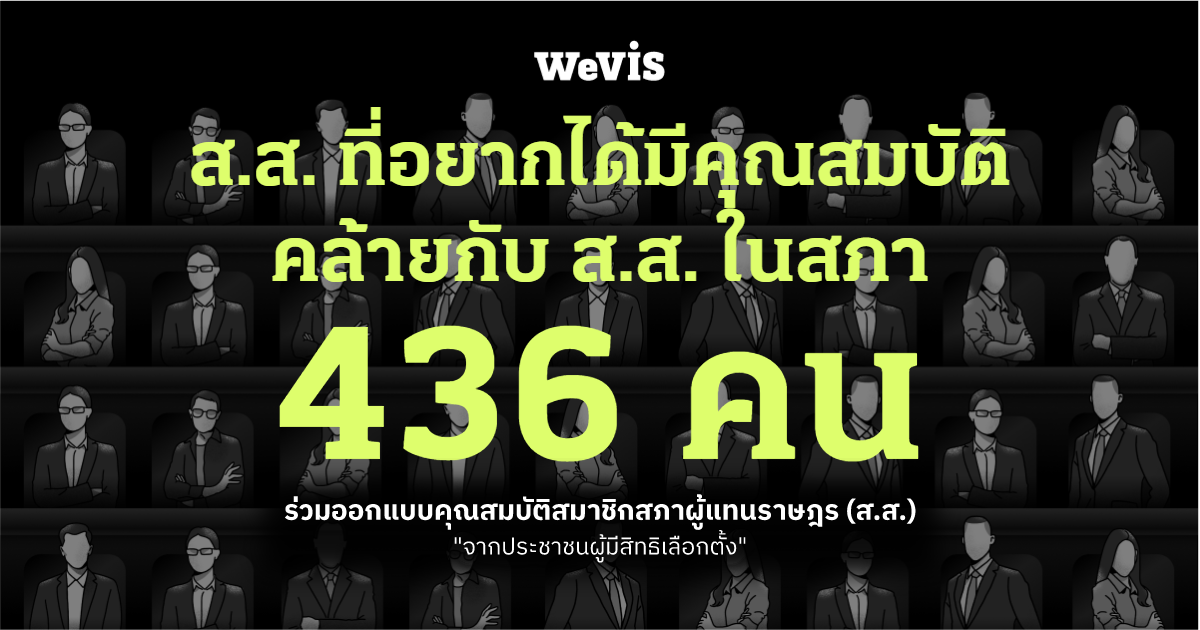 WeVIS
ส.ส. ที่อยากได้มีคุณสมบัติ
คล้ายกับ ส.ส. ในสภา
436 คน
ร่วมออกแบบคุณสมบัติสมาชิกสภาผู้แทนราษฎร (ส.ส.)
"จากประชาชนผู้มีสิทธิเลือกตั้ง"